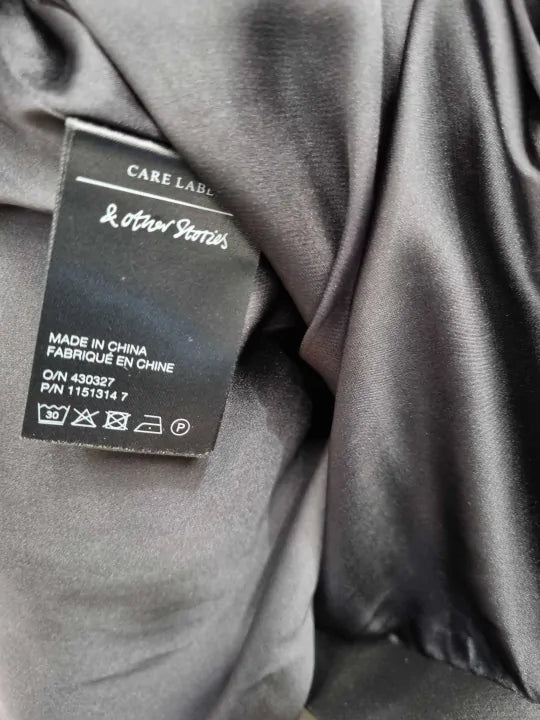 CARE LABE
& other Stories
MADE IN CHINA
FABRIQUÉ EN CHINE
O/N 430327
P/N 1151314 7
30 P